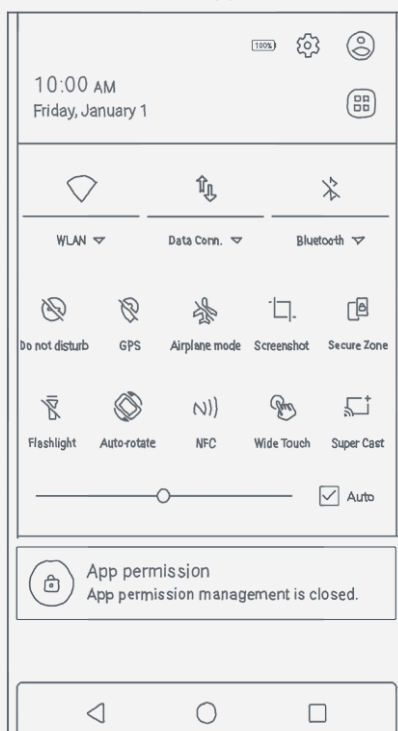 100%
10:00 AM
Friday, January 1
WLAN Data Conn. Bluetooth
Do not disturb GPS Airplane mode Screenshot Secure Zone
Flashlight Auto-rotate NFC Wide Touch Super Cast
Auto
App permission
App permission management is closed.